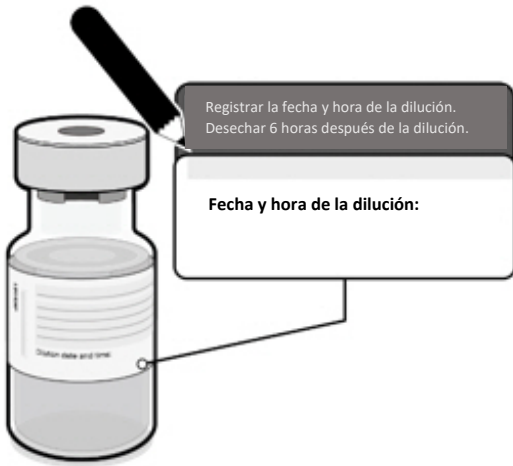 Registrar la fecha y hora de la dilución.
Desechar 6 horas después de la dilución.
Fecha y hora de la dilución:
Dilution date and time: